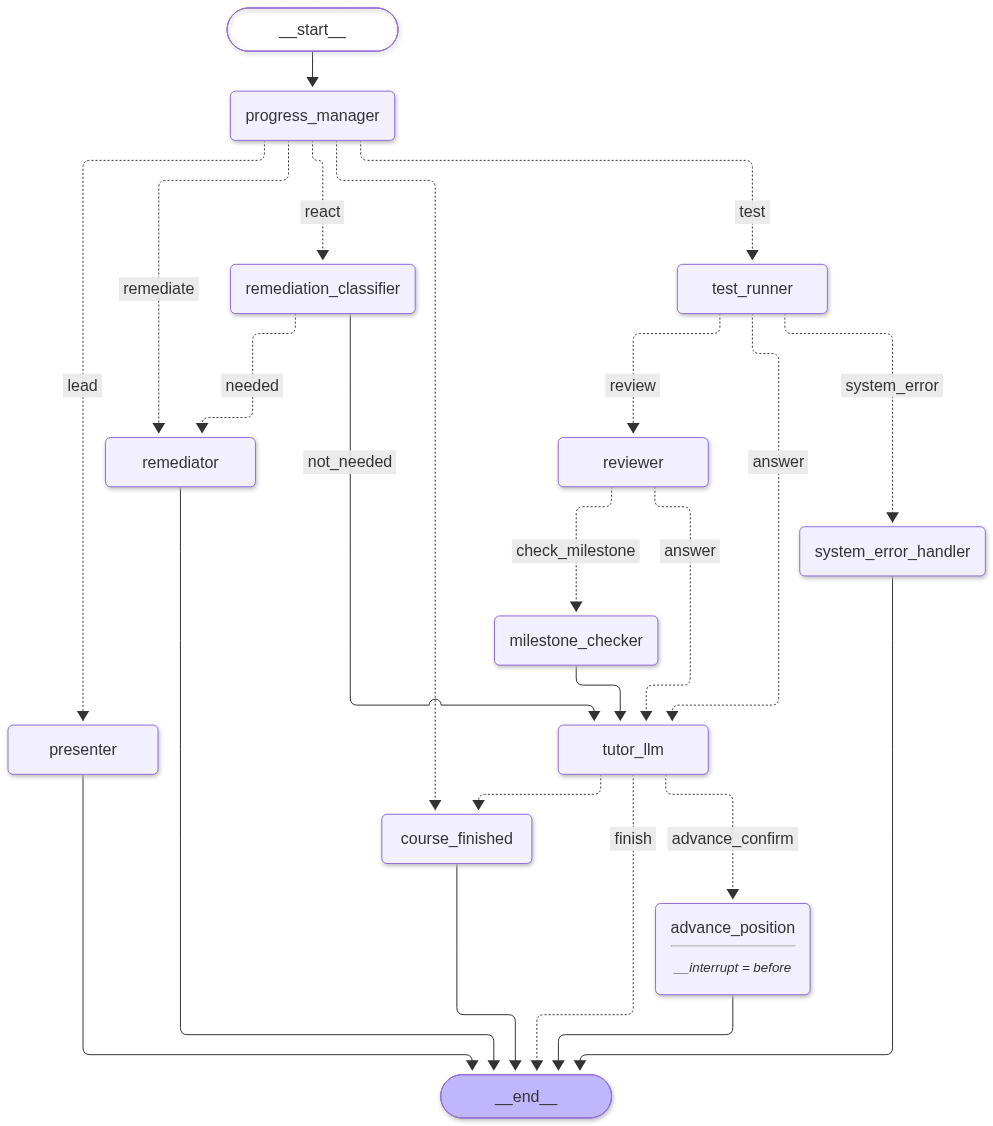 __start__
progress_manager
react
test
remediate
remediation_classifier
test_runner
lead
needed
review
system_error
remediator
not_needed
reviewer
answer
check_milestone
answer
system_error_handler
milestone_checker
presenter
tutor_llm
course_finished
finish
advance_confirm
advance_position
__interrupt = before
__end__